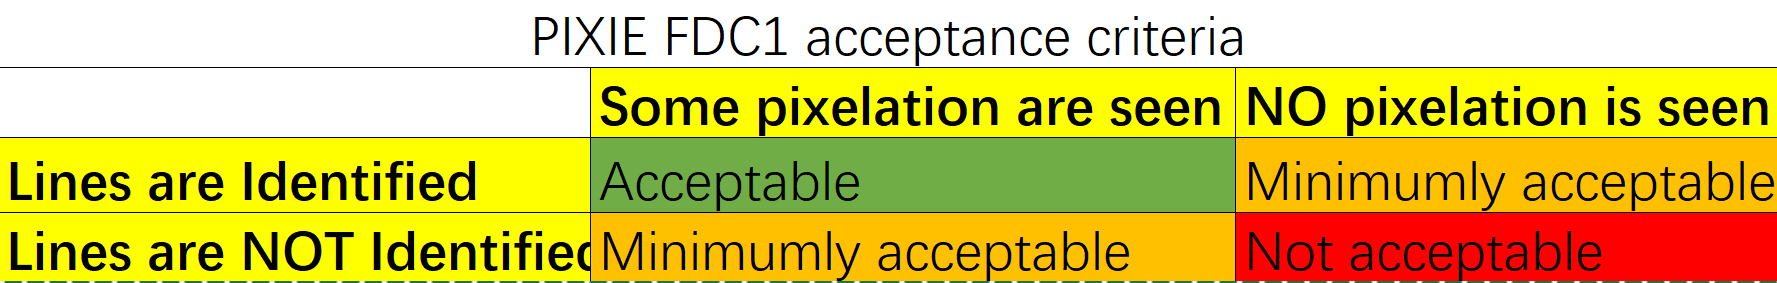 PIXIE FDC1 acceptance criteria
Some pixelation are seen NO pixelation is seen
Lines are Identified Acceptable Minimumly acceptable
Lines are NOT Identified Minimumly acceptable Not acceptable